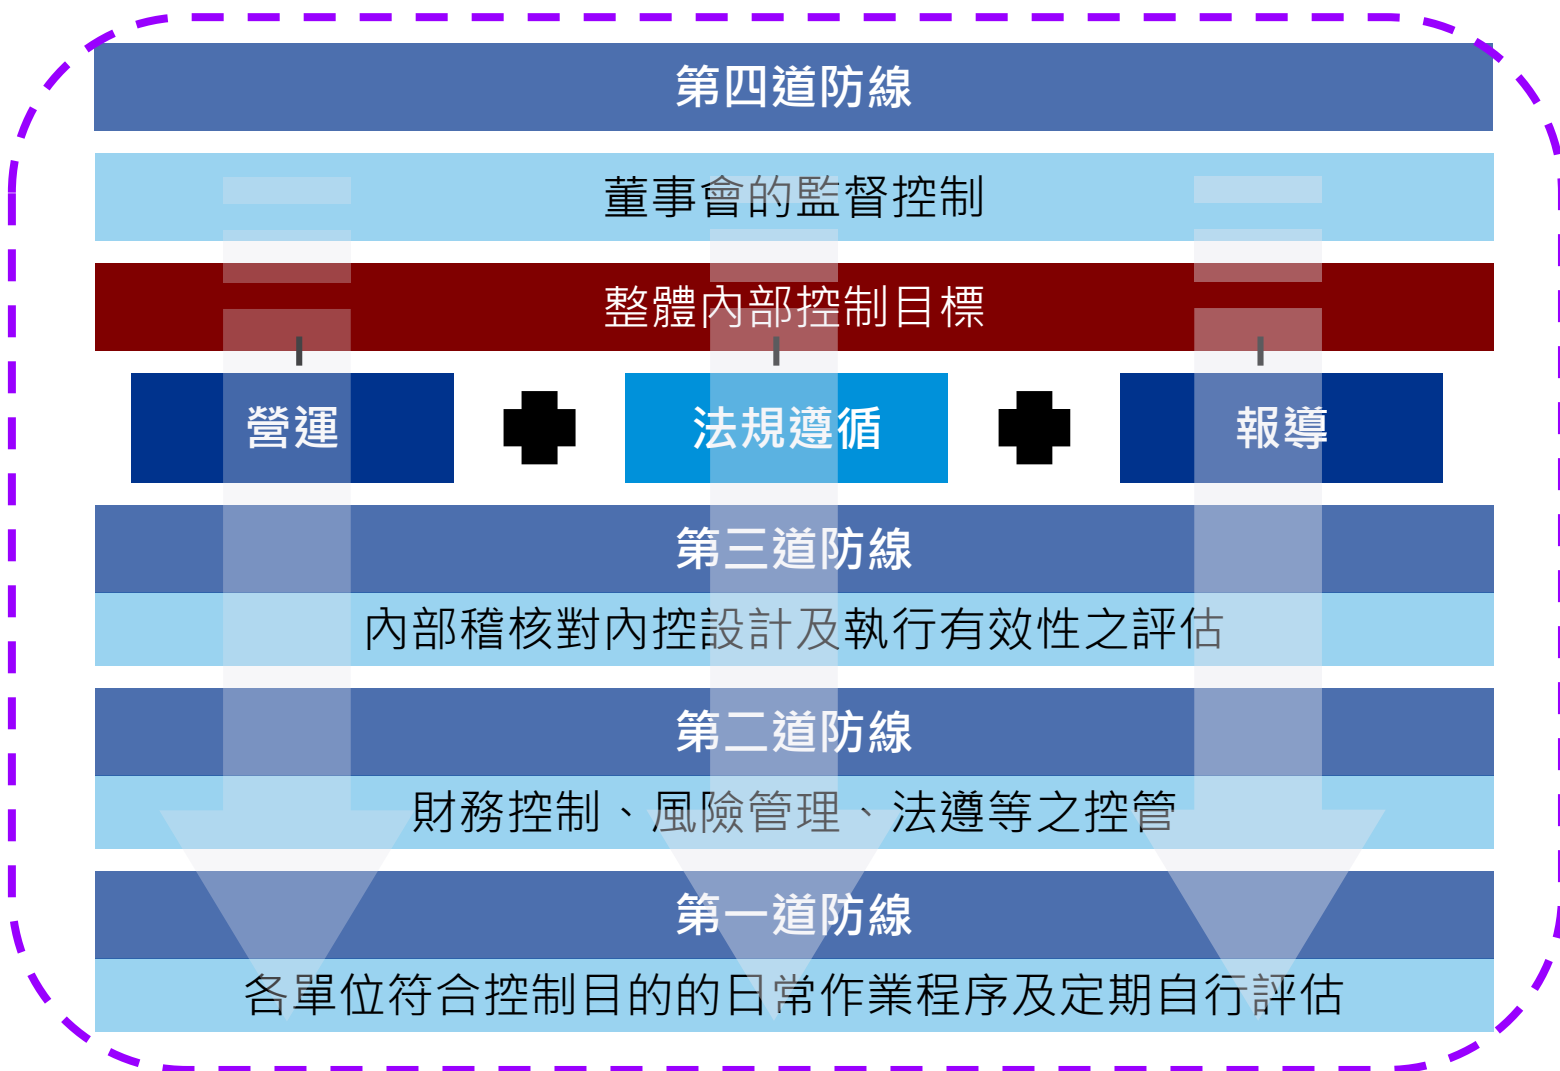 第四道防線
董事會的監督控制
整體內部控制目標
營運
法規遵循
報導
第三道防線
內部稽核對內控設計及執行有效性之評估
第二道防線
財務控制、風險管理、法遵等之控管
第一道防線
各單位符合控制目的的日常作業程序及定期自行評估